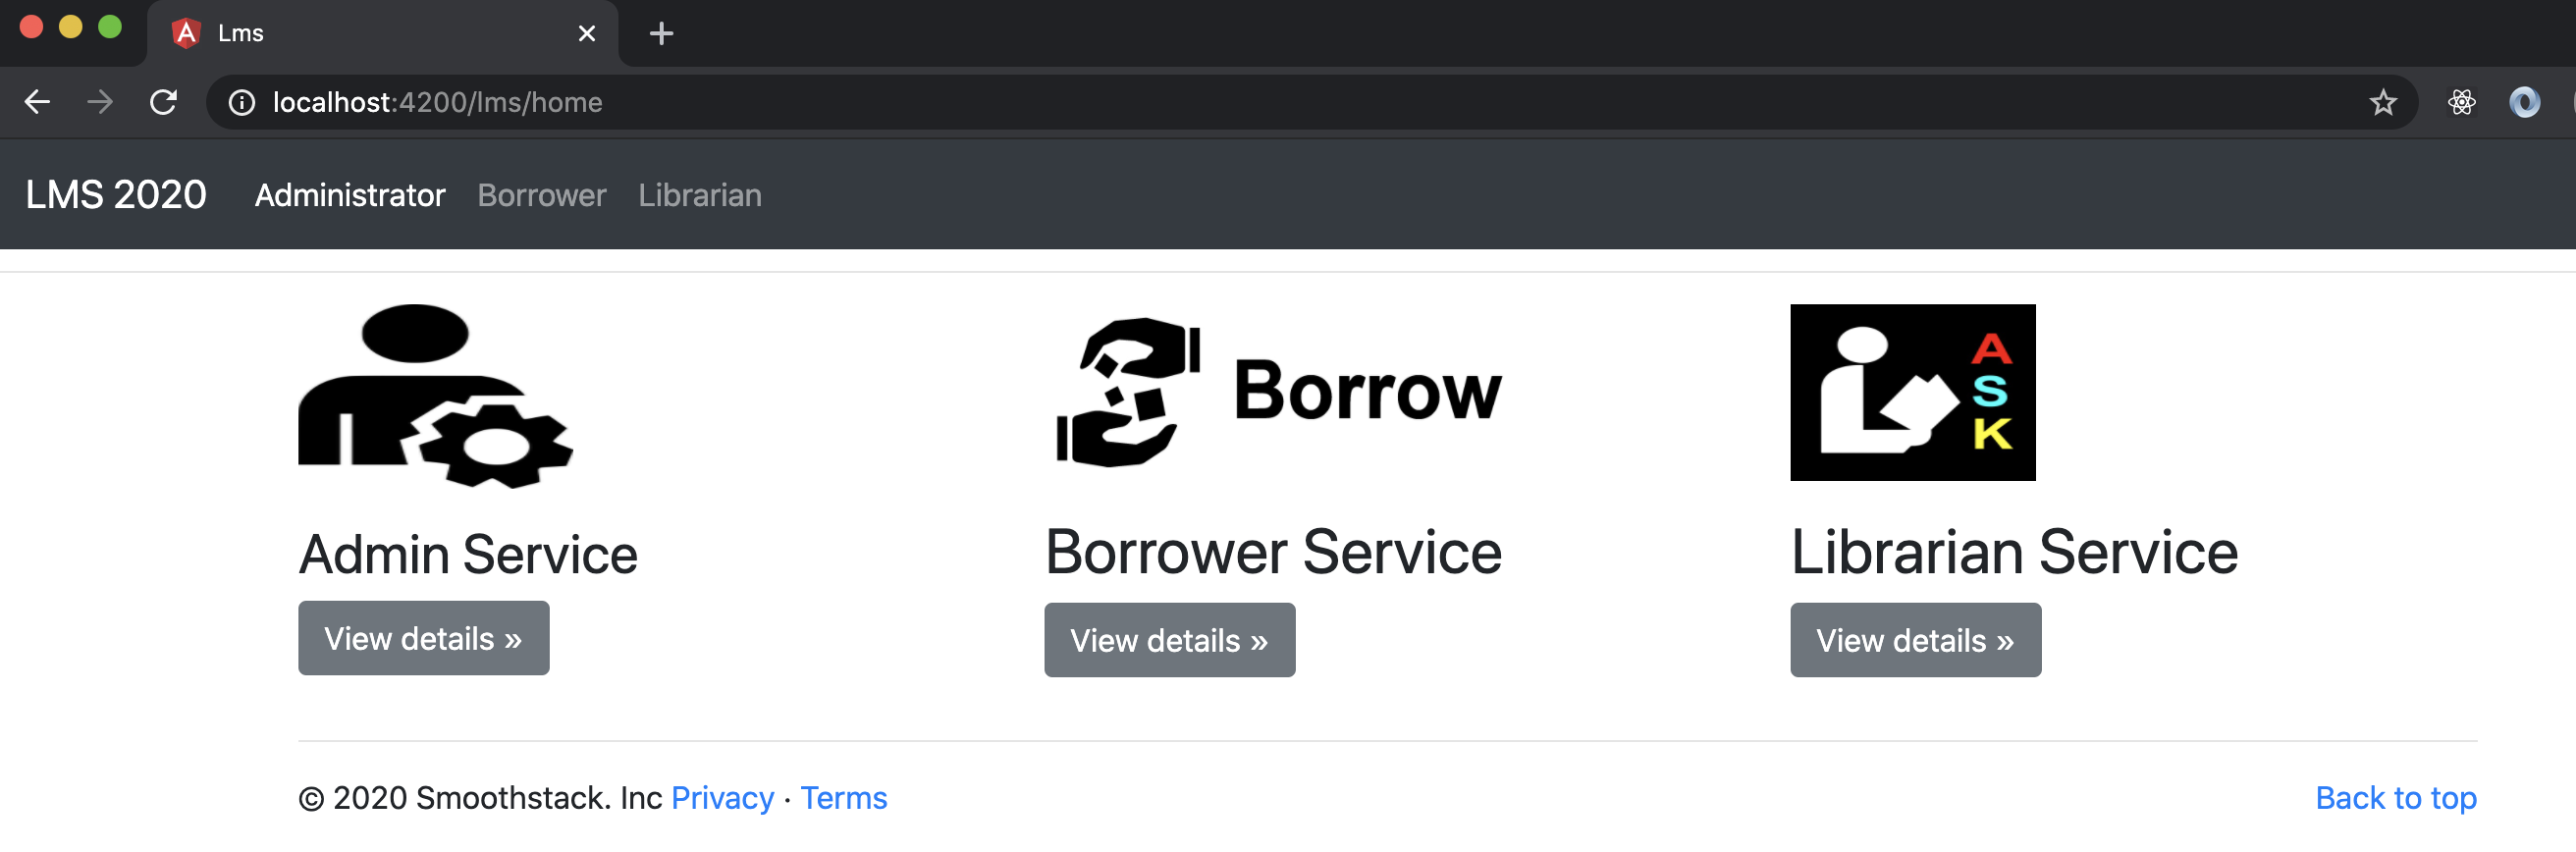 Lms
localhost:4200/lms/home
LMS 2020 Administrator Borrower Librarian
Borrow
A
S
K
Admin Service Borrower Service Librarian Service
View details » View details » View details »
© 2020 Smoothstack. Inc Privacy · Terms Back to top